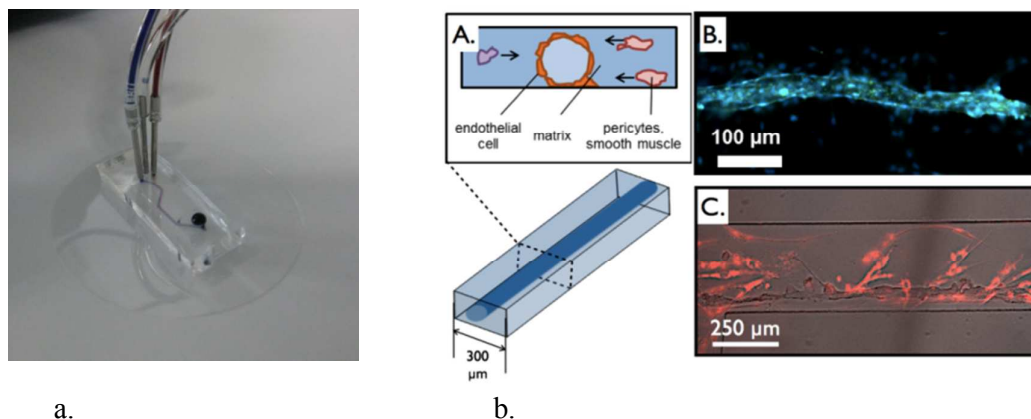 A.
endothelial
cell
matrix
pericytes.
smooth muscle
300
µm
B.
100 µm
C.
250 µm
a.
b.